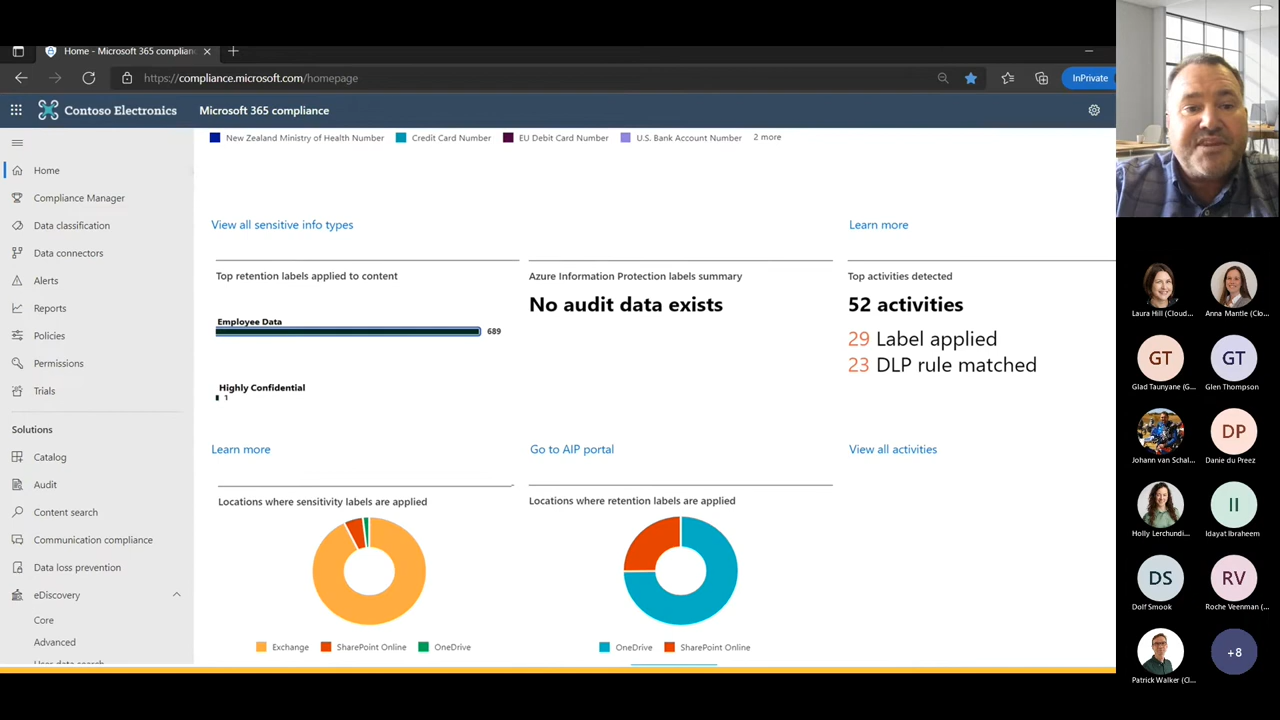 Home - Microsoft 365 compliance
https://compliance.microsoft.com/homepage
InPrivate
Contoso Electronics
Microsoft 365 compliance
New Zealand Ministry of Health Number
Credit Card Number
EU Debit Card Number
U.S. Bank Account Number
2 more
Home
Compliance Manager
Data classification
Data connectors
Alerts
Reports
Policies
Permissions
Trials
Solutions
Catalog
Audit
Content search
Communication compliance
Data loss prevention
eDiscovery
Core
Advanced
User data search
View all sensitive info types
Learn more
Top retention labels applied to content
Employee Data
689
Highly Confidential
1
Learn more
Azure Information Protection labels summary
No audit data exists
Go to AIP portal
Top activities detected
52 activities
29 Label applied
23 DLP rule matched
View all activities
Locations where sensitivity labels are applied
Exchange
SharePoint Online
OneDrive
Locations where retention labels are applied
OneDrive
SharePoint Online
Laura Hill (Cloud...
Anna Mantle (Clo...
GT
Glad Taunyane (G...
GT
Glen Thompson
Johann van Schal...
DP
Danie du Preez
Holly Lerchundi...
II
Idayat Ibraheem
DS
Dolf Smook
RV
Roche Veenman (...
Patrick Walker (Cl...
+8